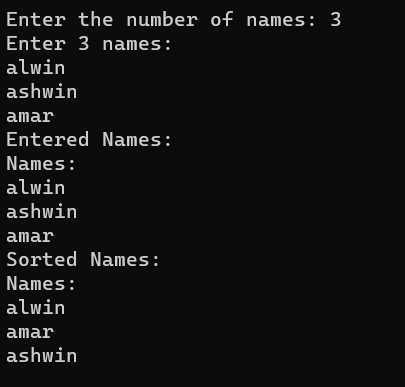 Enter the number of names: 3
Enter 3 names:
alwin
ashwin
amar
Entered Names:
Names:
alwin
ashwin
amar
Sorted Names:
Names:
alwin
amar
ashwin